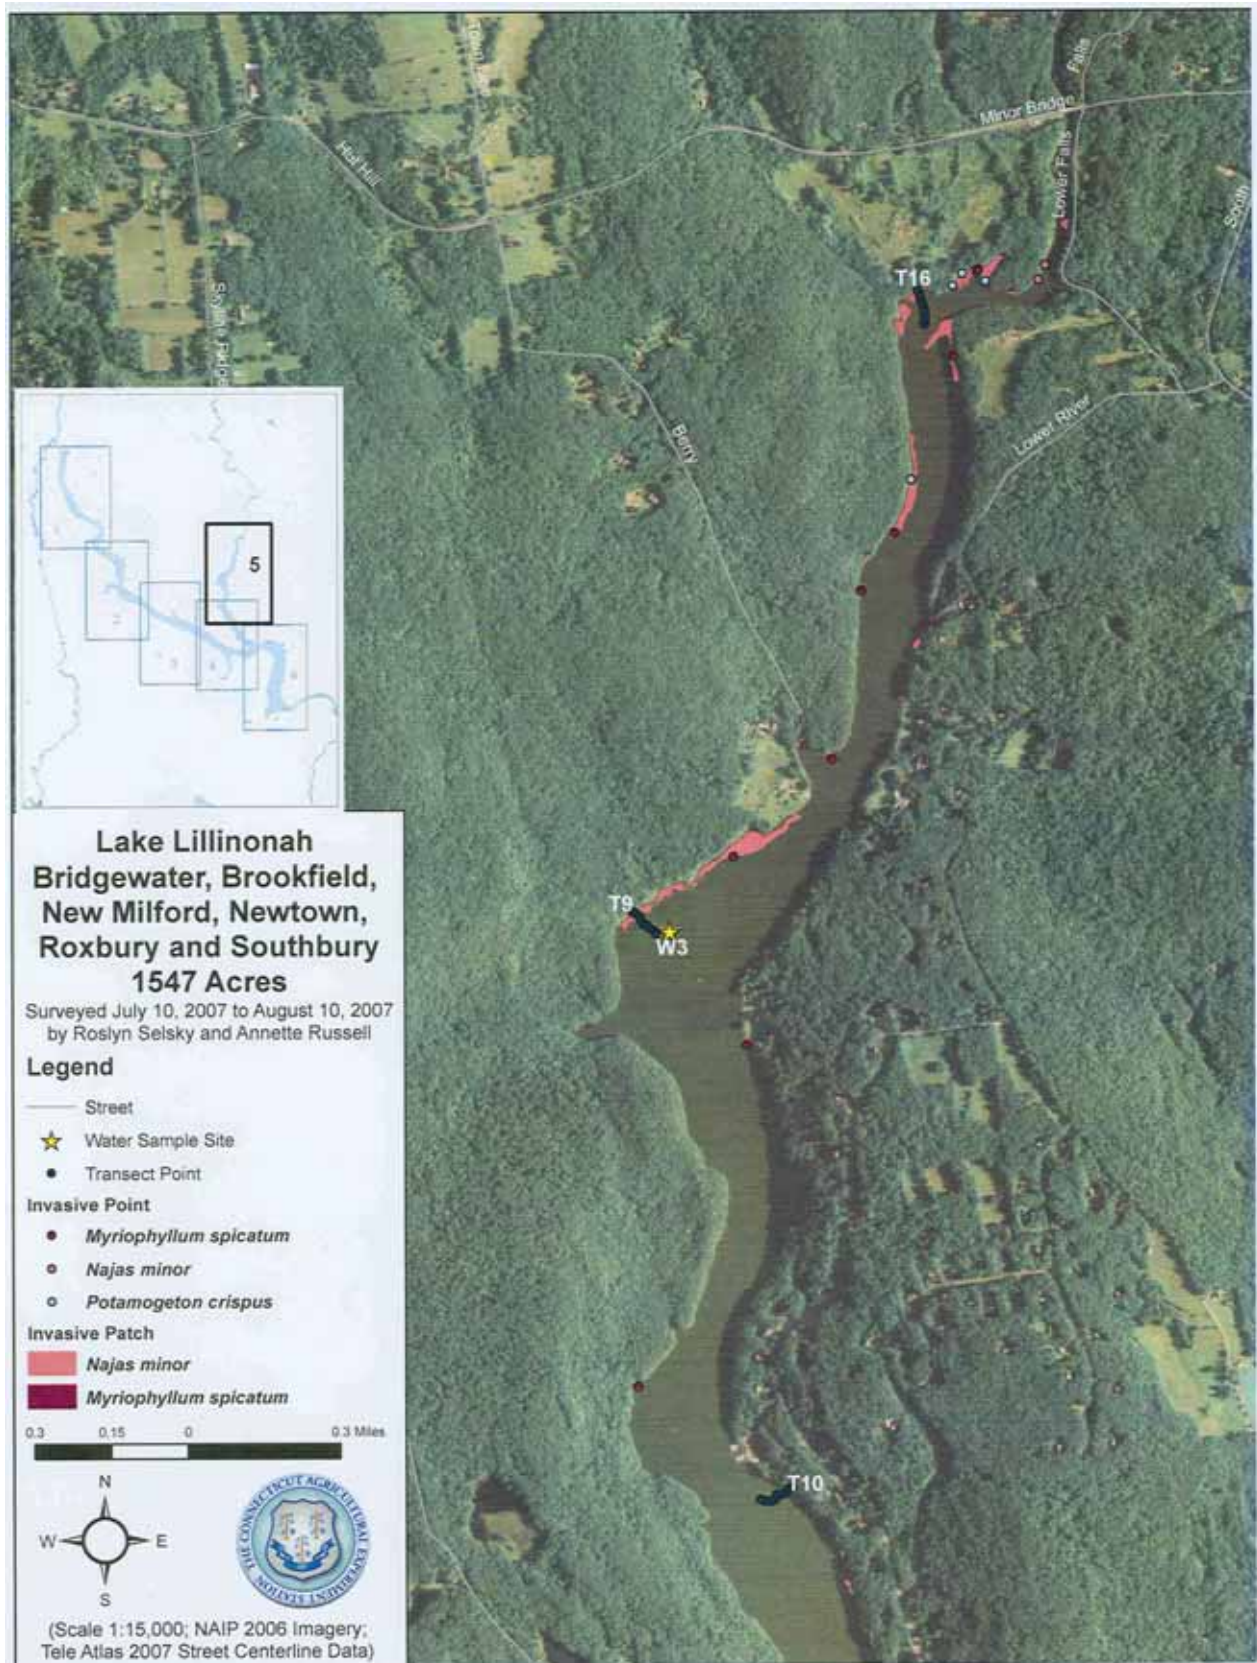 Falls
Town
Minor Bridge
Hut Hill
Lower Falls
South
T16
Skyline Ridge
Berry
Lower River
5
2
3
4
T9
W3
T10
Lake Lillinonah
Bridgewater, Brookfield,
New Milford, Newtown,
Roxbury and Southbury
1547 Acres
Surveyed July 10, 2007 to August 10, 2007
by Roslyn Selsky and Annette Russell
Legend
Street
Water Sample Site
Transect Point
Invasive Point
Myriophyllum spicatum
Najas minor
Potamogeton crispus
Invasive Patch
Najas minor
Myriophyllum spicatum
0.3 0.15 0 0.3 Miles
N
W E
S
THE CONNECTICUT AGRICULTURAL EXPERIMENT STATION
(Scale 1:15,000; NAIP 2006 Imagery;
Tele Atlas 2007 Street Centerline Data)